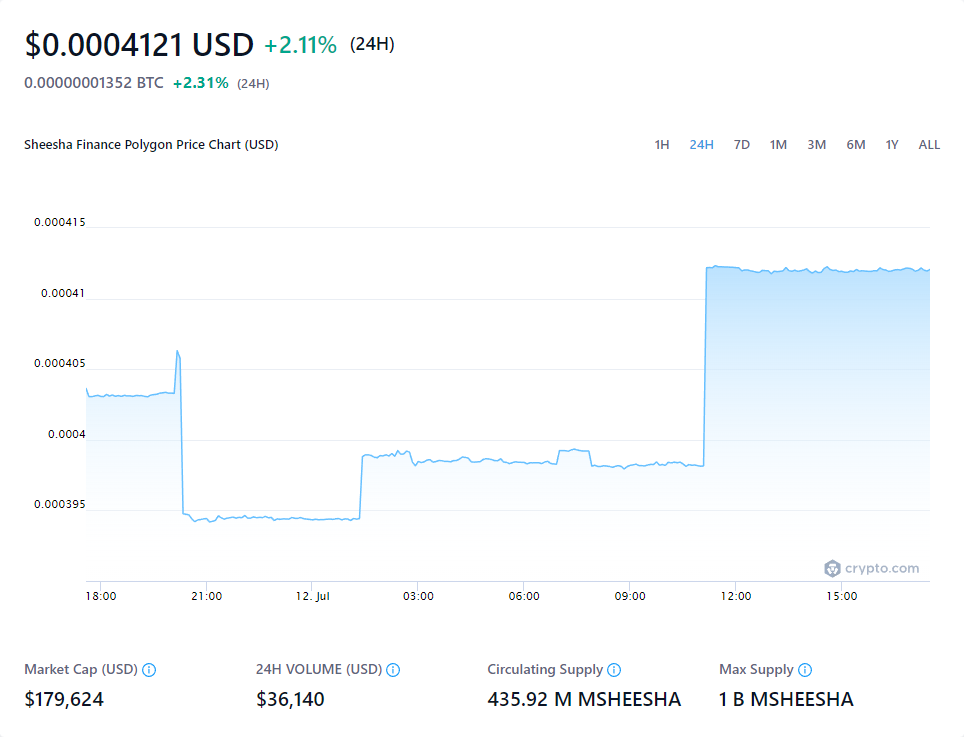 $0.0004121 USD +2.11% (24H)
0.00000001352 BTC +2.31% (24H)
Sheesha Finance Polygon Price Chart (USD) 1H 24H 7D 1M 3M 6M 1Y ALL
0.000415
0.00041
0.000405
0.0004
0.000395
crypto.com
18:00 21:00 12. Jul 03:00 06:00 09:00 12:00 15:00
Market Cap (USD) 24H VOLUME (USD) Circulating Supply Max Supply
$179,624 $36,140 435.92 M MSHEESHA 1 B MSHEESHA